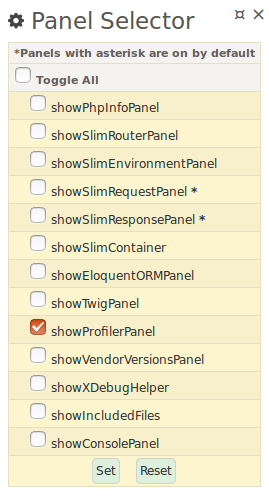 Panel Selector
*Panels with asterisk are on by default
Toggle All
showPhpInfoPanel
showSlimRouterPanel
showSlimEnvironmentPanel
showSlimRequestPanel *
showSlimResponsePanel *
showSlimContainer
showEloquentORMPanel
showTwigPanel
showProfilerPanel
showVendorVersionsPanel
showXDebugHelper
showIncludedFiles
showConsolePanel
Set Reset